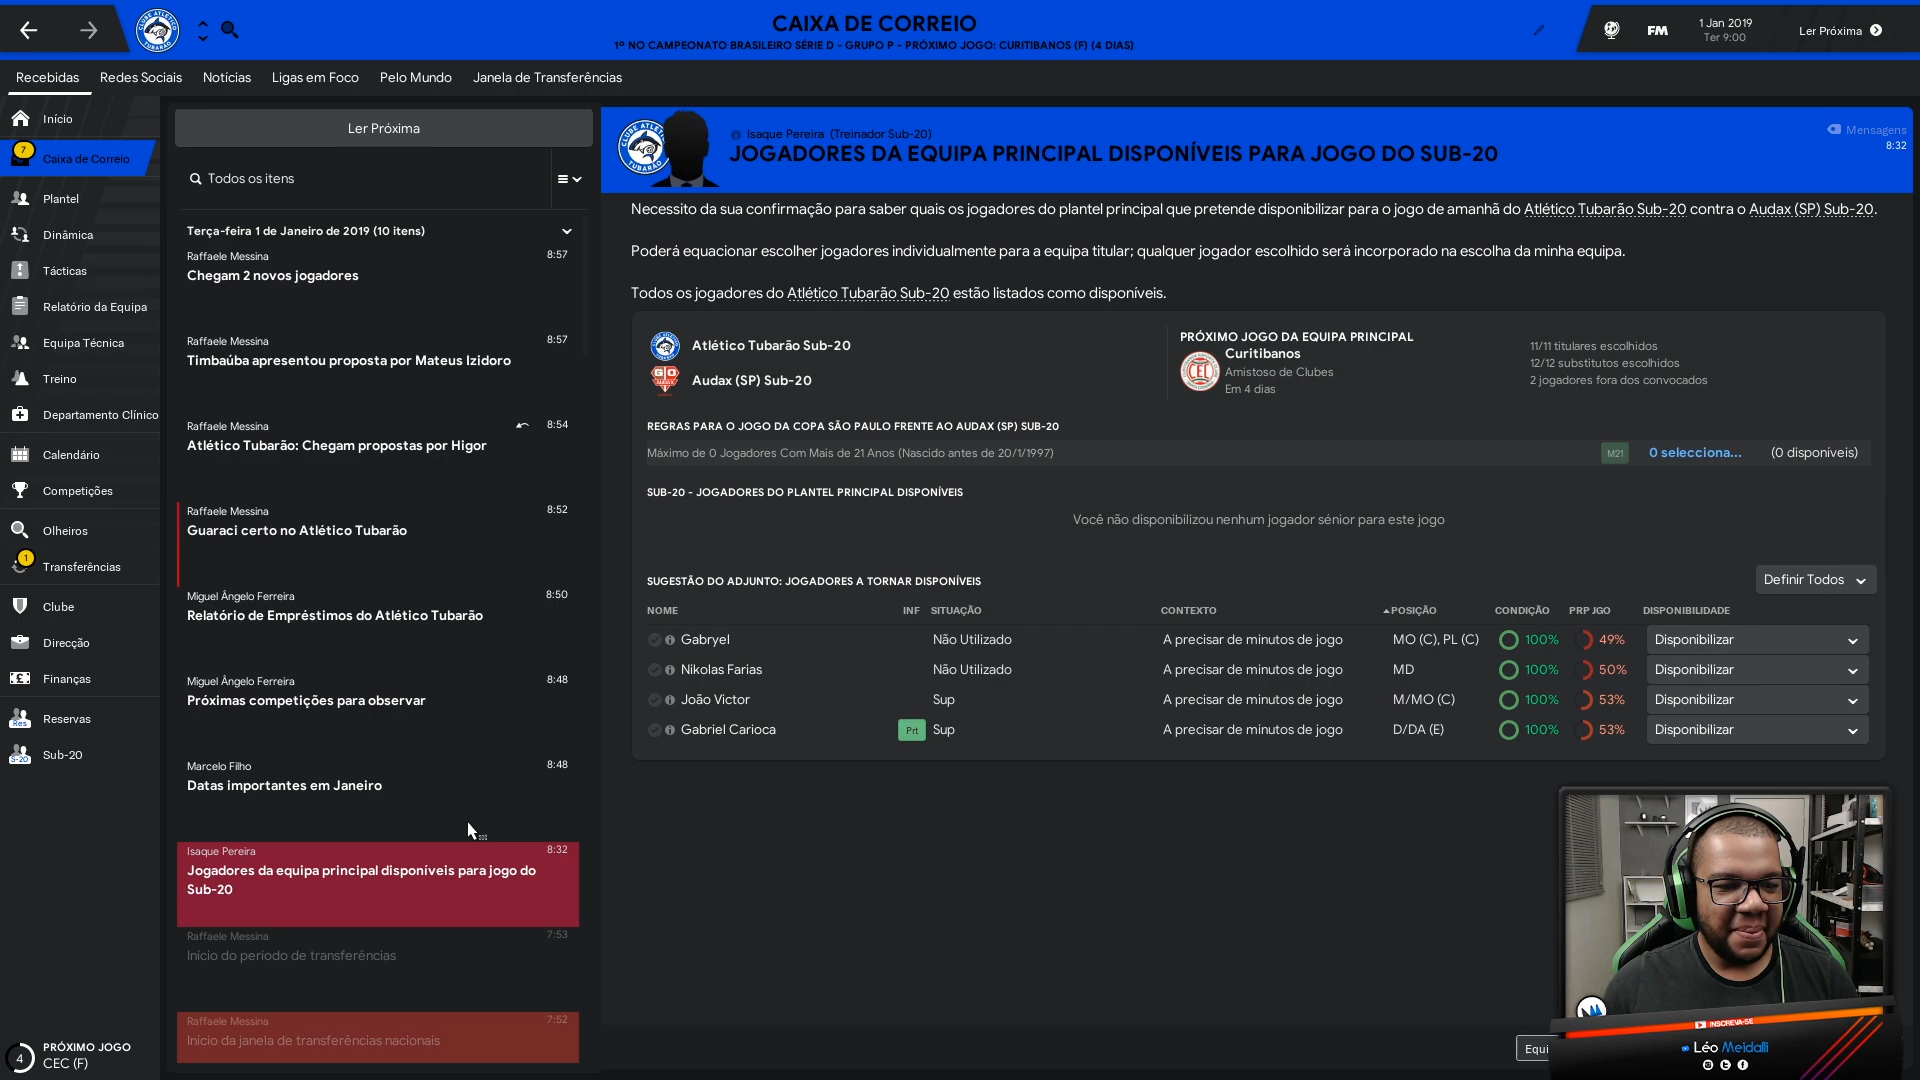 CAIXA DE CORREIO
1º NO CAMPEONATO BRASILEIRO SÉRIE D - GRUPO P - PRÓXIMO JOGO: CURITIBANOS (F) (4 DIAS)
FM
1 Jan 2019
Ter 9:00
Ler Próxima
Recebidas
Redes Sociais
Notícias
Ligas em Foco
Pelo Mundo
Janela de Transferências
Início
7
Caixa de Correio
Plantel
Dinâmica
Tácticas
Relatório da Equipa
Equipa Técnica
Treino
Departamento Clínico
Calendário
Competições
Olheiros
1
Transferências
Clube
Direcção
Finanças
Res
Reservas
S-20
Sub-20
4
PRÓXIMO JOGO
CEC (F)
Ler Próxima
Todos os itens
Terça-feira 1 de Janeiro de 2019 (10 itens)
Raffaele Messina 8:57
Chegam 2 novos jogadores
Raffaele Messina 8:57
Timbaúba apresentou proposta por Mateus Izidoro
Raffaele Messina 8:54
Atlético Tubarão: Chegam propostas por Higor
Raffaele Messina 8:52
Guaraci certo no Atlético Tubarão
Miguel Ângelo Ferreira 8:50
Relatório de Empréstimos do Atlético Tubarão
Miguel Ângelo Ferreira 8:48
Próximas competições para observar
Marcelo Filho 8:48
Datas importantes em Janeiro
Isaque Pereira 8:32
Jogadores da equipa principal disponíveis para jogo do
Sub-20
Raffaele Messina 7:53
Início do período de transferências
Raffaele Messina 7:52
Início da janela de transferências nacionais
Isaque Pereira (Treinador Sub-20)
JOGADORES DA EQUIPA PRINCIPAL DISPONÍVEIS PARA JOGO DO SUB-20
Mensagens
8:32
Necessito da sua confirmação para saber quais os jogadores do plantel principal que pretende disponibilizar para o jogo de amanhã do Atlético Tubarão Sub-20 contra o Audax (SP) Sub-20.
Poderá equacionar escolher jogadores individualmente para a equipa titular; qualquer jogador escolhido será incorporado na escolha da minha equipa.
Todos os jogadores do Atlético Tubarão Sub-20 estão listados como disponíveis.
Atlético Tubarão Sub-20
Audax (SP) Sub-20
PRÓXIMO JOGO DA EQUIPA PRINCIPAL
CEC
Curitibanos
Amistoso de Clubes
Em 4 dias
11/11 titulares escolhidos
12/12 substitutos escolhidos
2 jogadores fora dos convocados
REGRAS PARA O JOGO DA COPA SÃO PAULO FRENTE AO AUDAX (SP) SUB-20
Máximo de 0 Jogadores Com Mais de 21 Anos (Nascido antes de 20/1/1997) M21 0 selecciona... (0 disponíveis)
SUB-20 - JOGADORES DO PLANTEL PRINCIPAL DISPONÍVEIS
Você não disponibilizou nenhum jogador sénior para este jogo
SUGESTÃO DO ADJUNTO: JOGADORES A TORNAR DISPONÍVEIS
Definir Todos
NOME INF SITUAÇÃO CONTEXTO POSIÇÃO CONDIÇÃO PRP JGO DISPONIBILIDADE
Gabryel Não Utilizado A precisar de minutos de jogo MO (C), PL (C) 100% 49% Disponibilizar
Nikolas Farias Não Utilizado A precisar de minutos de jogo MD 100% 50% Disponibilizar
João Victor Sup A precisar de minutos de jogo M/MO (C) 100% 53% Disponibilizar
Gabriel Carioca Prt Sup A precisar de minutos de jogo D/DA (E) 100% 53% Disponibilizar
Equi
INSCREVA-SE
Léo Meidalli